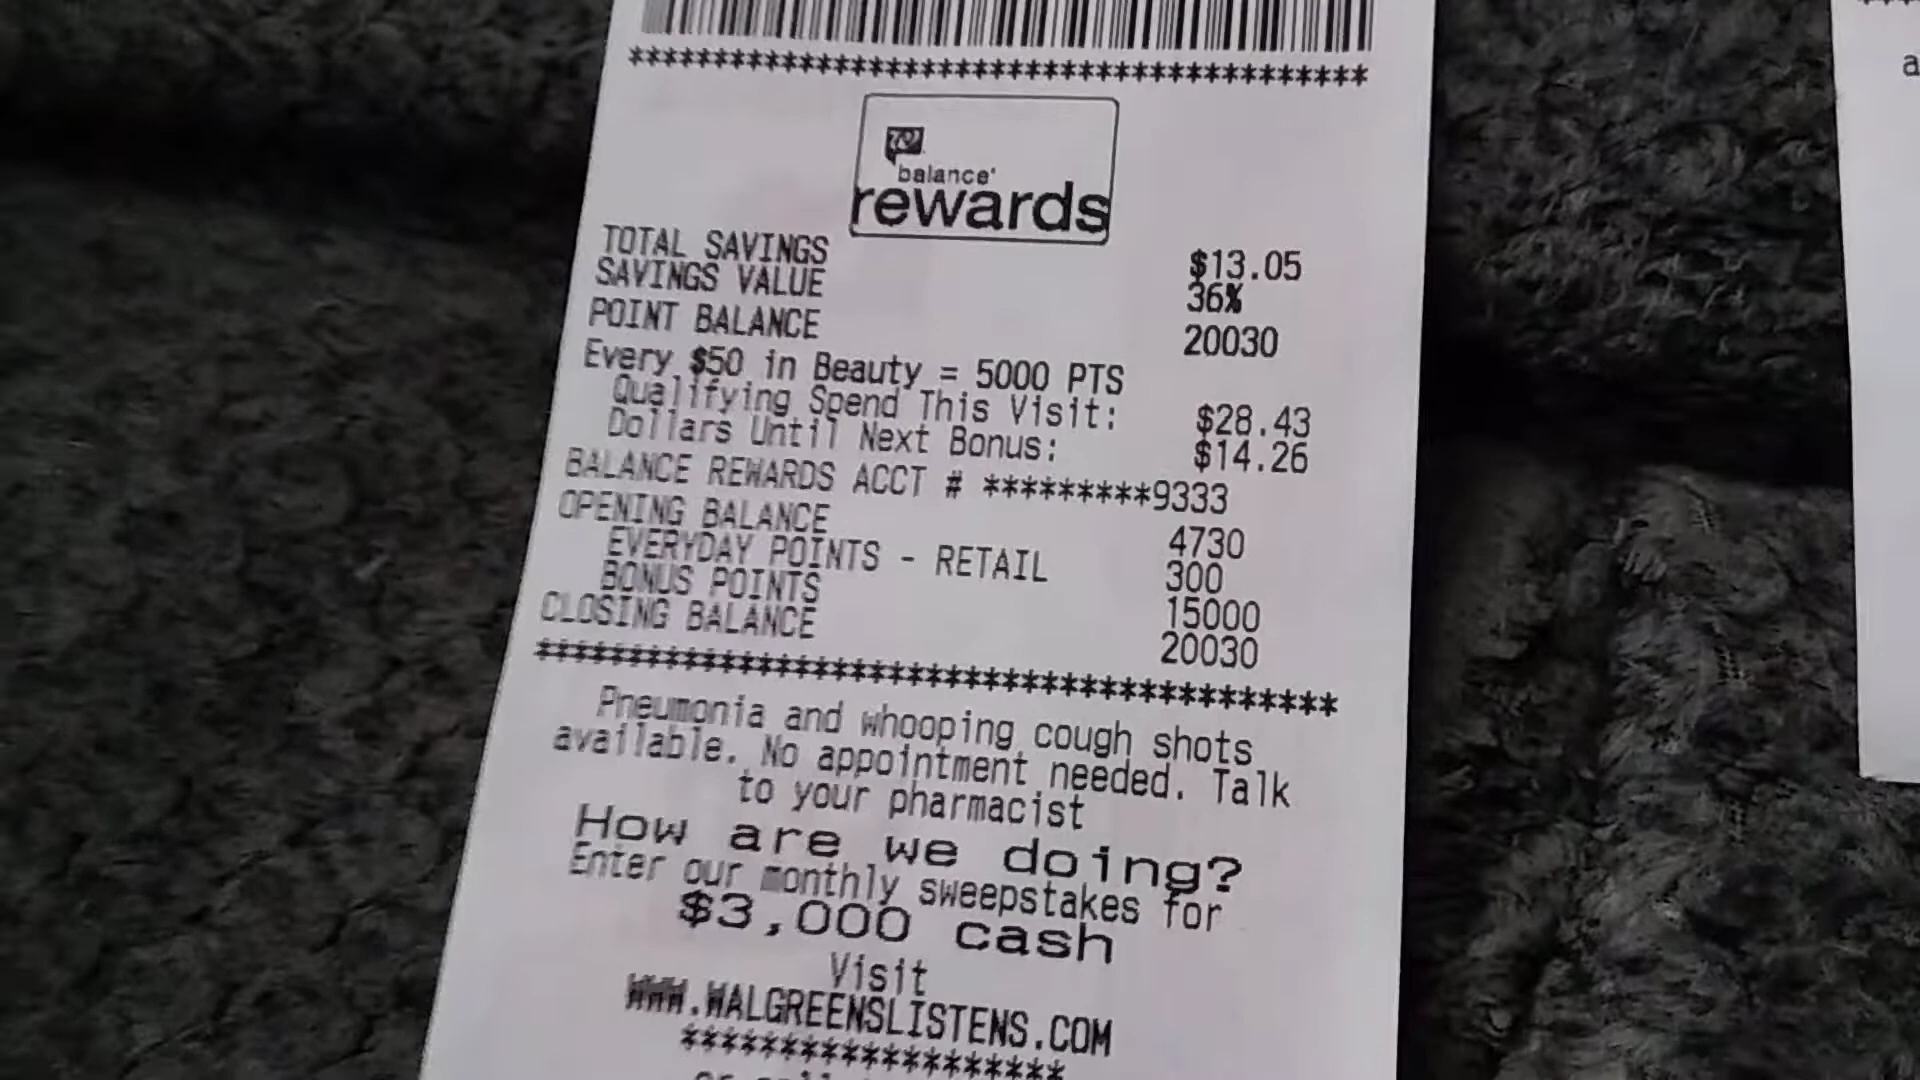 ******************************************
balance®
rewards
TOTAL SAVINGS $13.05
SAVINGS VALUE 36%
POINT BALANCE 20030
Every $50 in Beauty = 5000 PTS
Qualifying Spend This Visit: $28.43
Dollars Until Next Bonus: $14.26
BALANCE REWARDS ACCT # *********9333
OPENING BALANCE 4730
EVERYDAY POINTS - RETAIL 300
BONUS POINTS 15000
CLOSING BALANCE 20030
******************************************
Pneumonia and whooping cough shots
available. No appointment needed. Talk
to your pharmacist
How are we doing?
Enter our monthly sweepstakes for
$3,000 cash
Visit
WWW.WALGREENSLISTENS.COM
********************
a